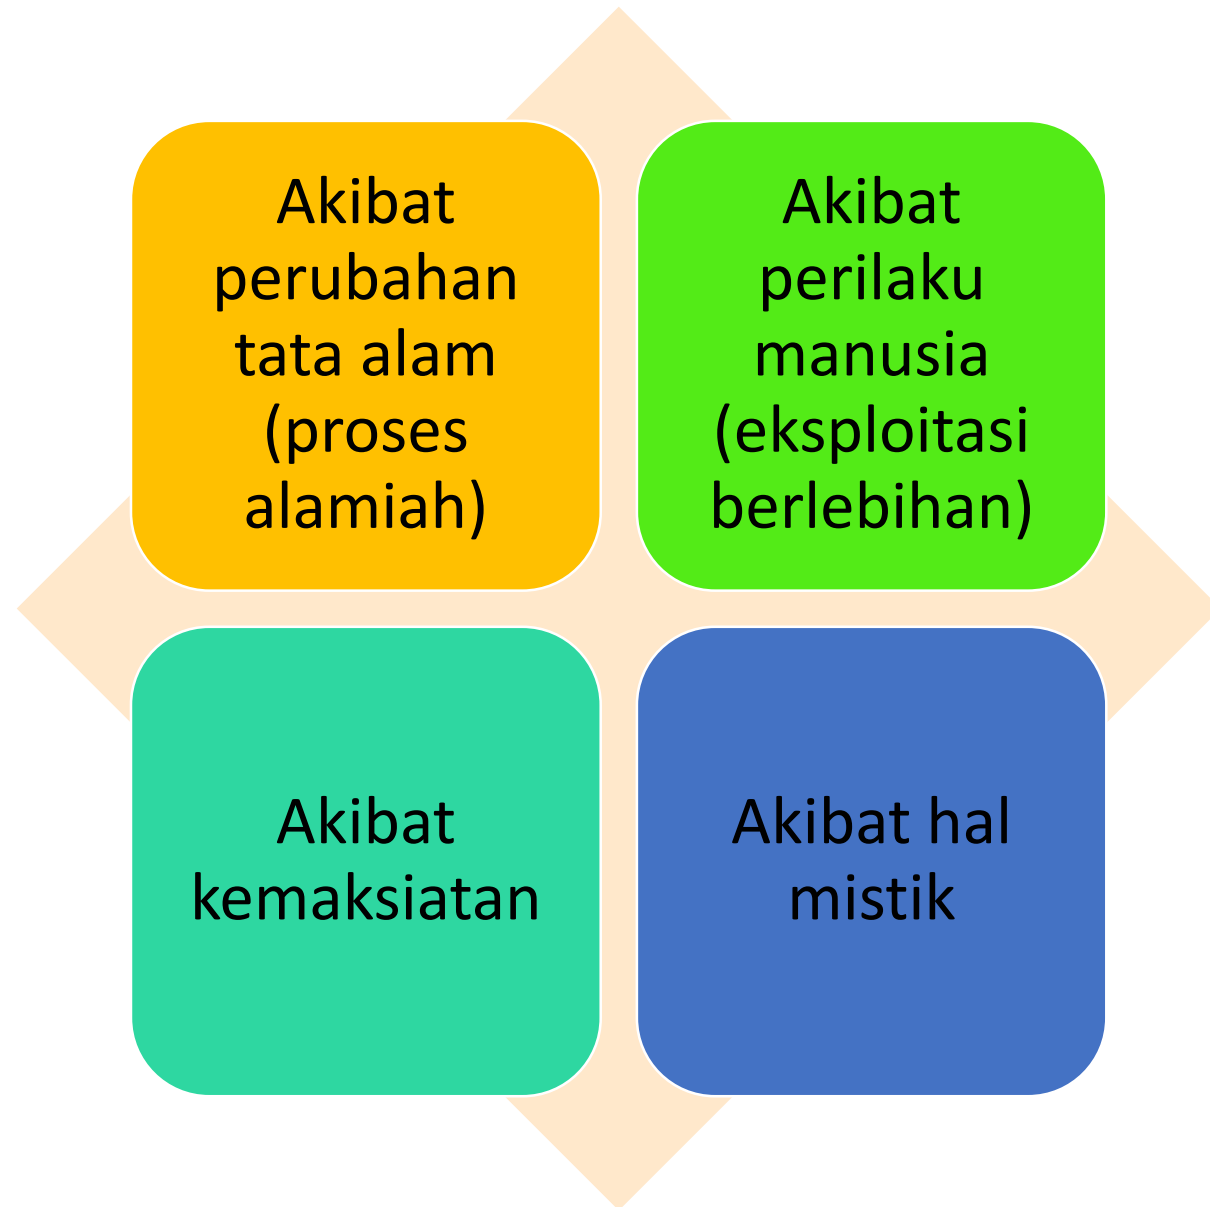 Akibat
perubahan
tata alam
(proses
alamiah)
Akibat
perilaku
manusia
(eksploitasi
berlebihan)
Akibat
kemaksiatan
Akibat hal
mistik